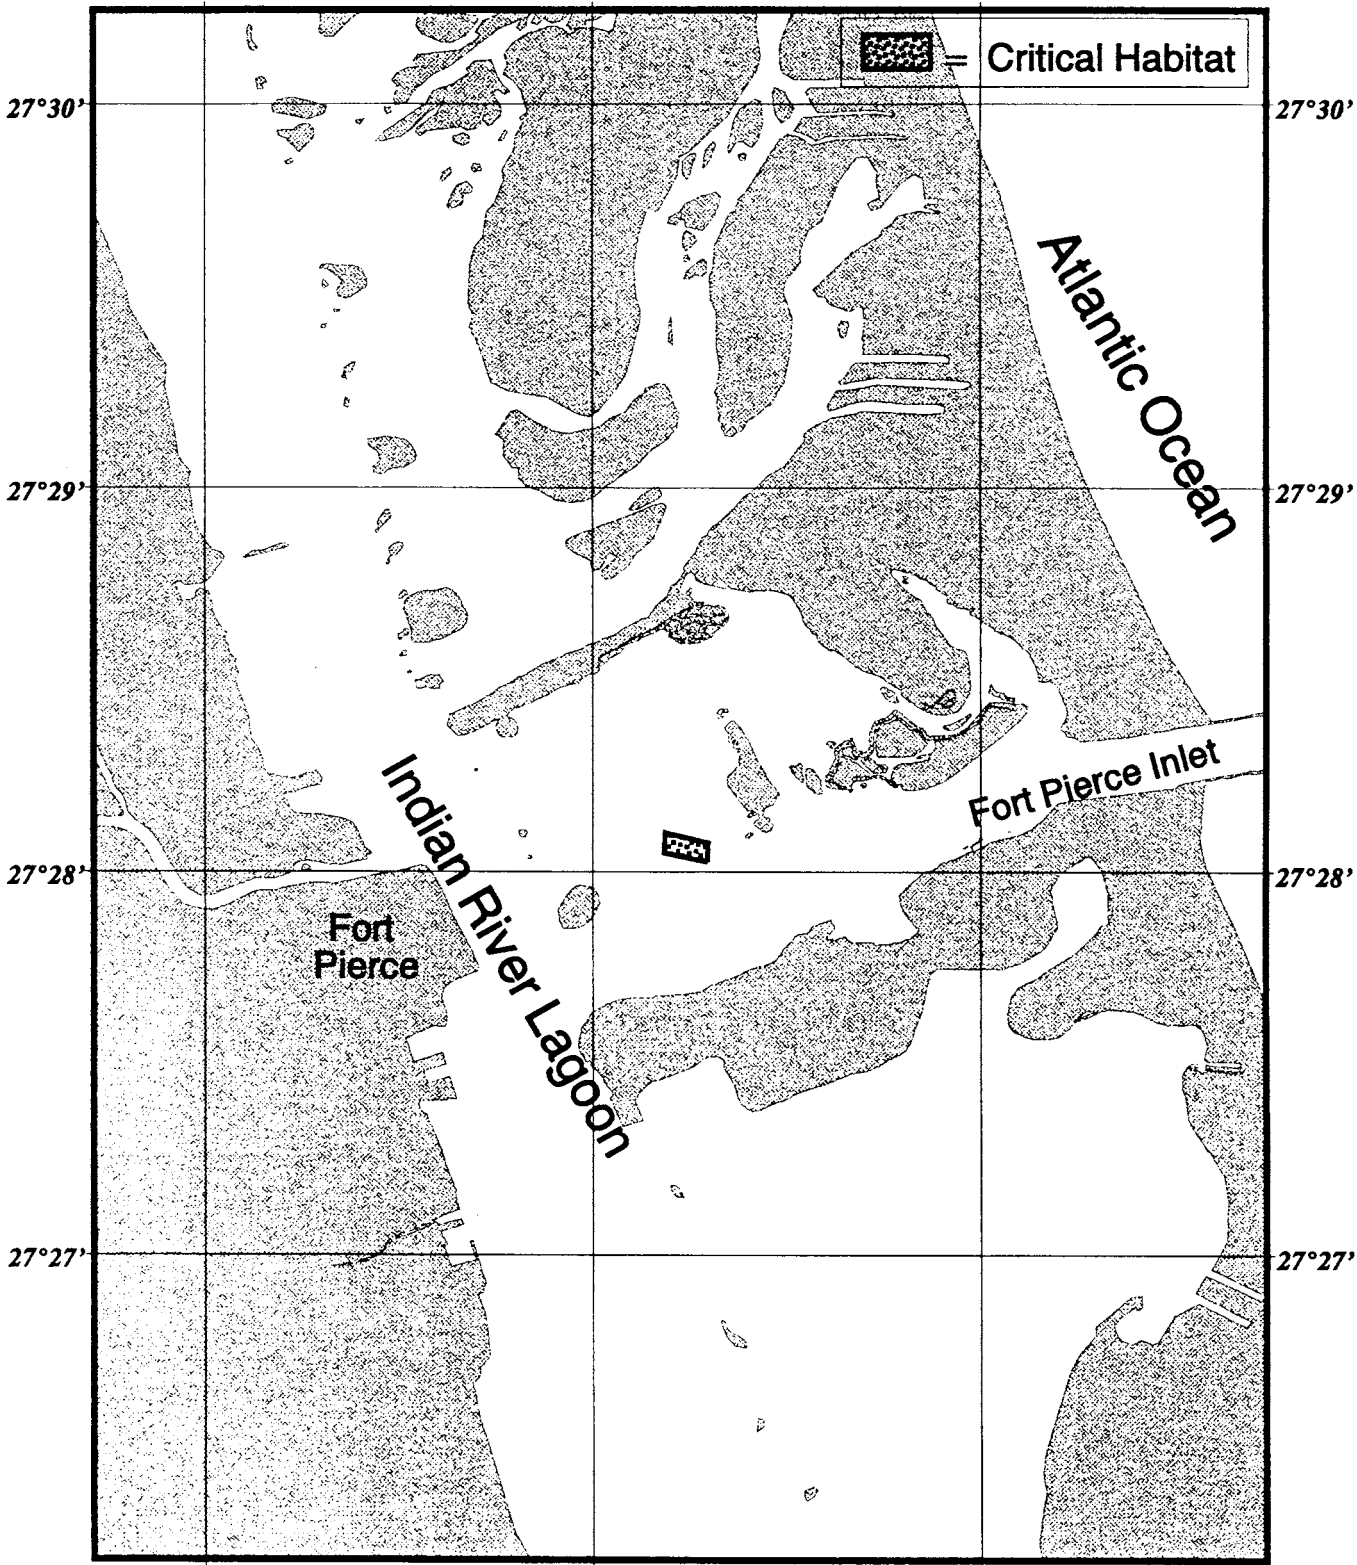 = Critical Habitat
27°30'
27°30'
Atlantic Ocean
27°29'
27°29'
Fort Pierce Inlet
Indian River Lagoon
27°28'
27°28'
Fort
Pierce
27°27'
27°27'